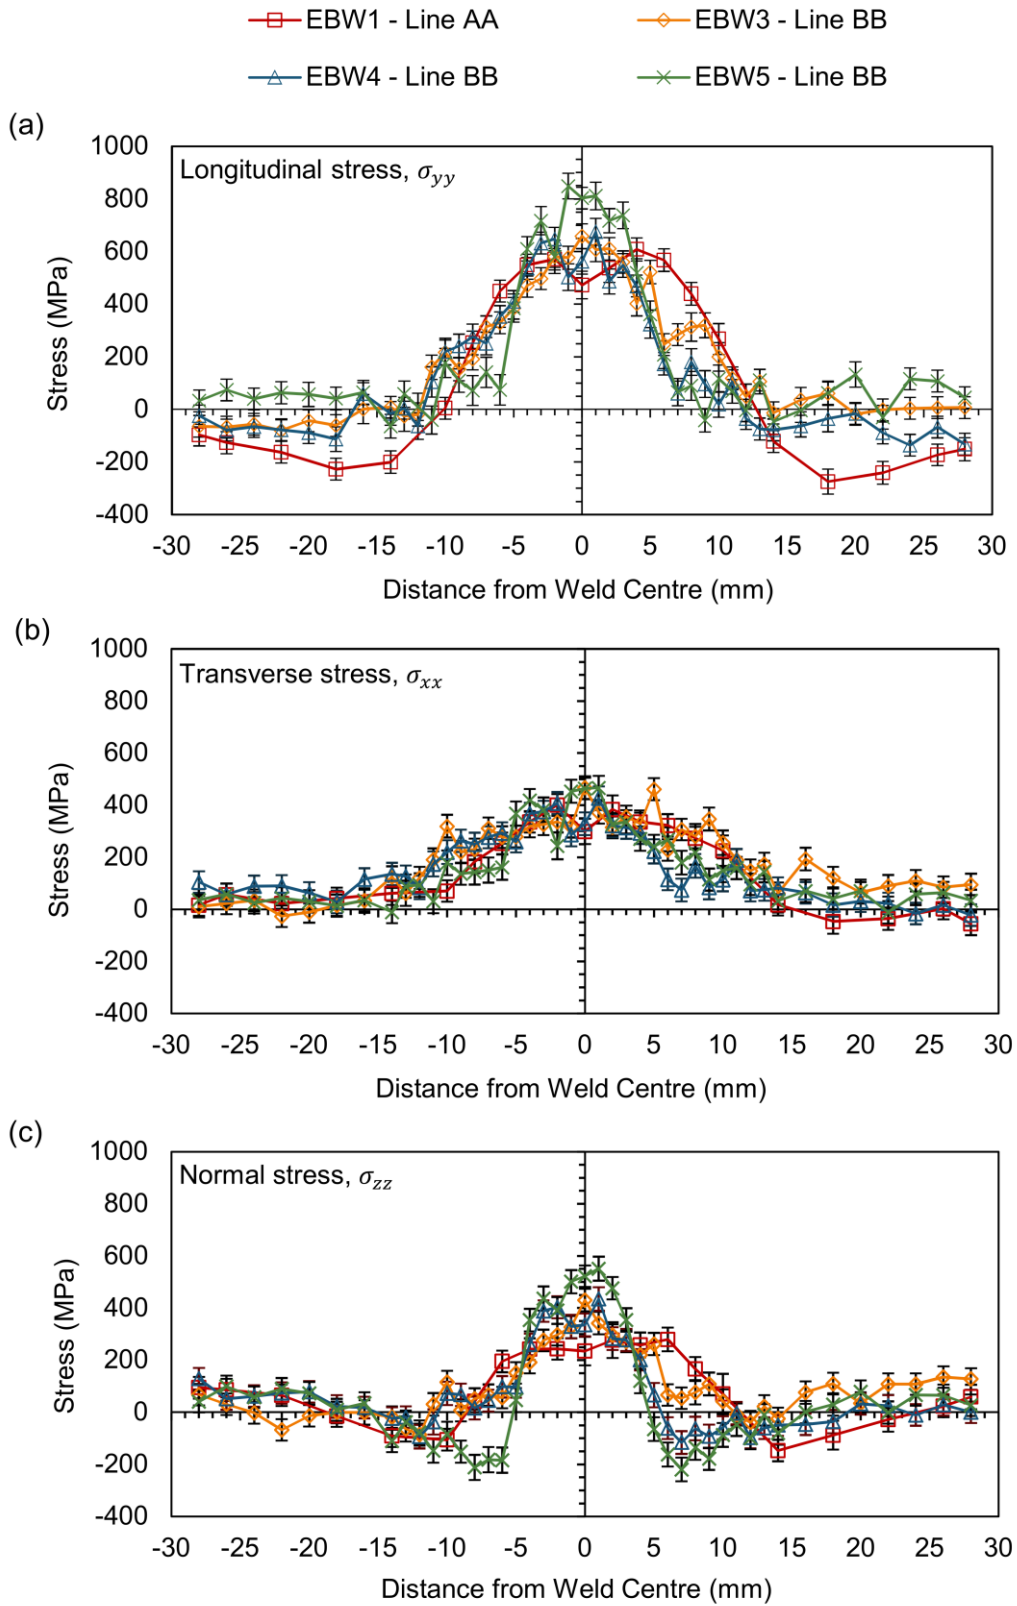 EBW1 - Line AA
EBW3 - Line BB
EBW4 - Line BB
EBW5 - Line BB
(a)
Longitudinal stress, σyy
1000
800
600
400
200
0
-200
-400
Stress (MPa)
-30 -25 -20 -15 -10 -5 0 5 10 15 20 25 30
Distance from Weld Centre (mm)
(b)
Transverse stress, σxx
1000
800
600
400
200
0
-200
-400
Stress (MPa)
-30 -25 -20 -15 -10 -5 0 5 10 15 20 25 30
Distance from Weld Centre (mm)
(c)
Normal stress, σzz
1000
800
600
400
200
0
-200
-400
Stress (MPa)
-30 -25 -20 -15 -10 -5 0 5 10 15 20 25 30
Distance from Weld Centre (mm)